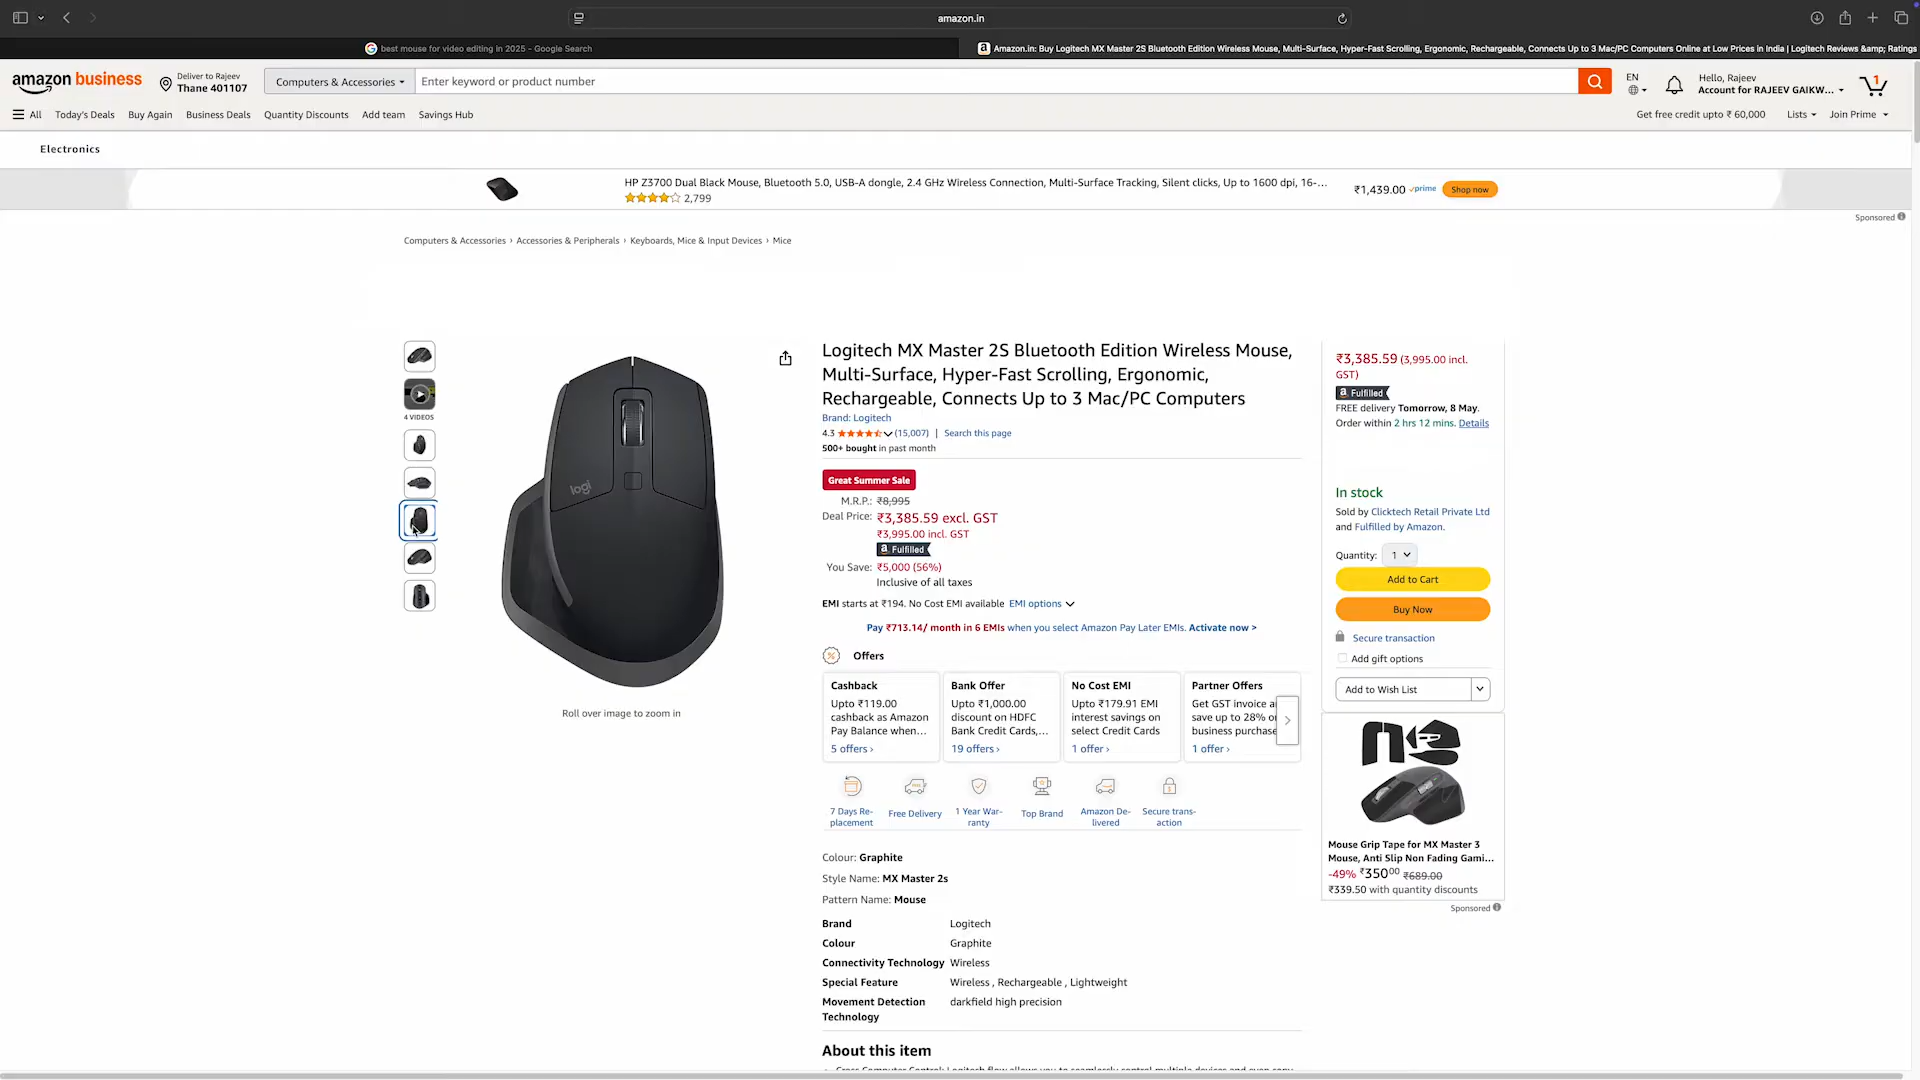 amazon.in
best mouse for video editing in 2025 - Google Search
Amazon.in: Buy Logitech MX Master 2S Bluetooth Edition Wireless Mouse, Multi-Surface, Hyper-Fast Scrolling, Ergonomic, Rechargeable, Connects Up to 3 Mac/PC Computers Online at Low Prices in India | Logitech Reviews &amp; Ratings
amazon business
Deliver to Rajeev
Thane 401107
Computers & Accessories
Enter keyword or product number
EN
Hello, Rajeev
Account for RAJEEV GAIKW...
1
All
Today's Deals
Buy Again
Business Deals
Quantity Discounts
Add team
Savings Hub
Get free credit upto ₹ 60,000
Lists
Join Prime
Electronics
HP Z3700 Dual Black Mouse, Bluetooth 5.0, USB-A dongle, 2.4 GHz Wireless Connection, Multi-Surface Tracking, Silent clicks, Up to 1600 dpi, 16-...
2,799
₹1,439.00 prime
Shop now
Sponsored
Computers & Accessories › Accessories & Peripherals › Keyboards, Mice & Input Devices › Mice
4 VIDEOS
logi
Roll over image to zoom in
Logitech MX Master 2S Bluetooth Edition Wireless Mouse,
Multi-Surface, Hyper-Fast Scrolling, Ergonomic,
Rechargeable, Connects Up to 3 Mac/PC Computers
Brand: Logitech
4.3 (15,007) | Search this page
500+ bought in past month
Great Summer Sale
M.R.P.: ₹8,995
Deal Price: ₹3,385.59 excl. GST
₹3,995.00 incl. GST
a Fulfilled
You Save: ₹5,000 (56%)
Inclusive of all taxes
EMI starts at ₹194. No Cost EMI available EMI options
Pay ₹713.14/ month in 6 EMIs when you select Amazon Pay Later EMIs. Activate now >
Offers
Cashback
Upto ₹119.00
cashback as Amazon
Pay Balance when...
5 offers ›
Bank Offer
Upto ₹1,000.00
discount on HDFC
Bank Credit Cards,...
19 offers ›
No Cost EMI
Upto ₹179.91 EMI
interest savings on
select Credit Cards
1 offer ›
Partner Offers
Get GST invoice a
save up to 28% o
business purchase
1 offer ›
7 Days Re-
placement
Free Delivery
1 Year War-
ranty
Top Brand
Amazon De-
livered
Secure trans-
action
Colour: Graphite
Style Name: MX Master 2s
Pattern Name: Mouse
Brand Logitech
Colour Graphite
Connectivity Technology Wireless
Special Feature Wireless , Rechargeable , Lightweight
Movement Detection darkfield high precision
Technology
About this item
Cross Computer Control: Logitech flow allows you to seamlessly control multiple devices and even copy
₹3,385.59 (3,995.00 incl.
GST)
a Fulfilled
FREE delivery Tomorrow, 8 May.
Order within 2 hrs 12 mins. Details
In stock
Sold by Clicktech Retail Private Ltd
and Fulfilled by Amazon.
Quantity: 1
Add to Cart
Buy Now
Secure transaction
Add gift options
Add to Wish List
Mouse Grip Tape for MX Master 3
Mouse, Anti Slip Non Fading Gami...
-49% ₹350⁰⁰ ₹689.00
₹339.50 with quantity discounts
Sponsored